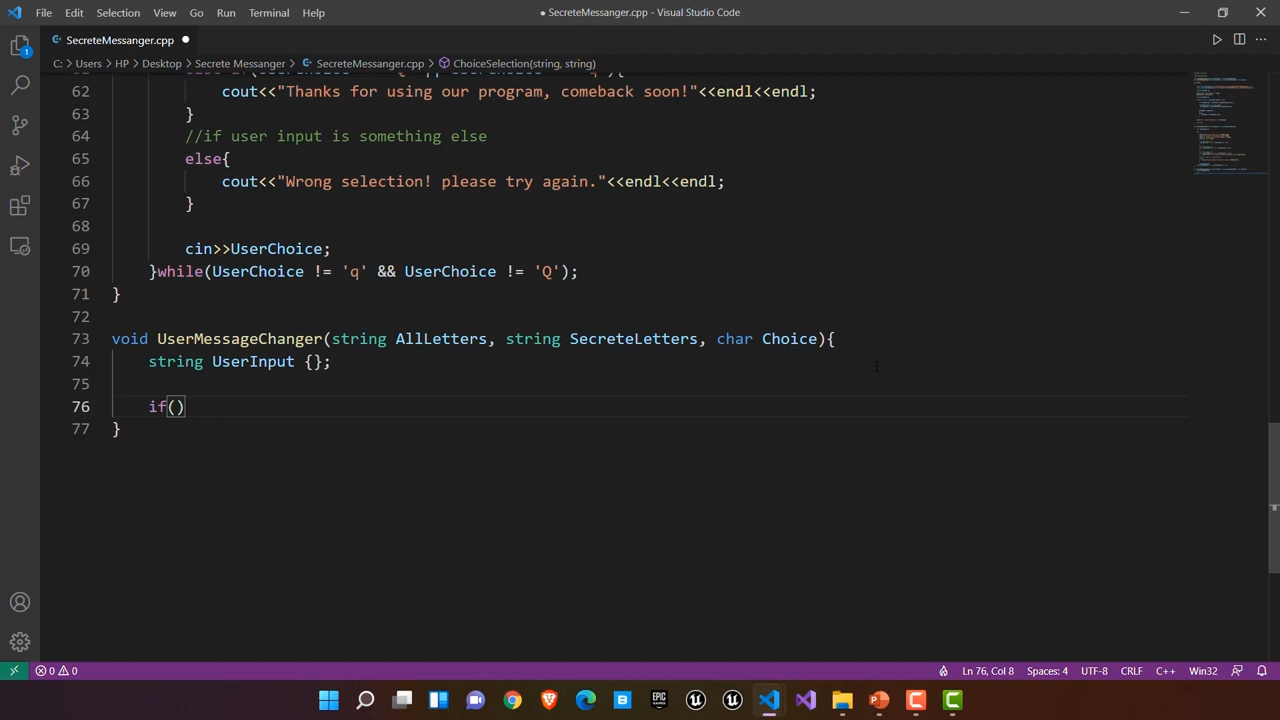 File Edit Selection View Go Run Terminal Help
● SecreteMessanger.cpp - Visual Studio Code
SecreteMessanger.cpp ●
C: > Users > HP > Desktop > Secrete Messanger > SecreteMessanger.cpp > ChoiceSelection(string, string)
62 cout<<"Thanks for using our program, comeback soon!"<<endl<<endl;
63 }
64 //if user input is something else
65 else{
66 cout<<"Wrong selection! please try again."<<endl<<endl;
67 }
68
69 cin>>UserChoice;
70 }while(UserChoice != 'q' && UserChoice != 'Q');
71 }
72
73 void UserMessageChanger(string AllLetters, string SecreteLetters, char Choice){
74 string UserInput {};
75
76 if()
77 }
1
0 0
Ln 76, Col 8 Spaces: 4 UTF-8 CRLF C++ Win32
EPIC GAMES